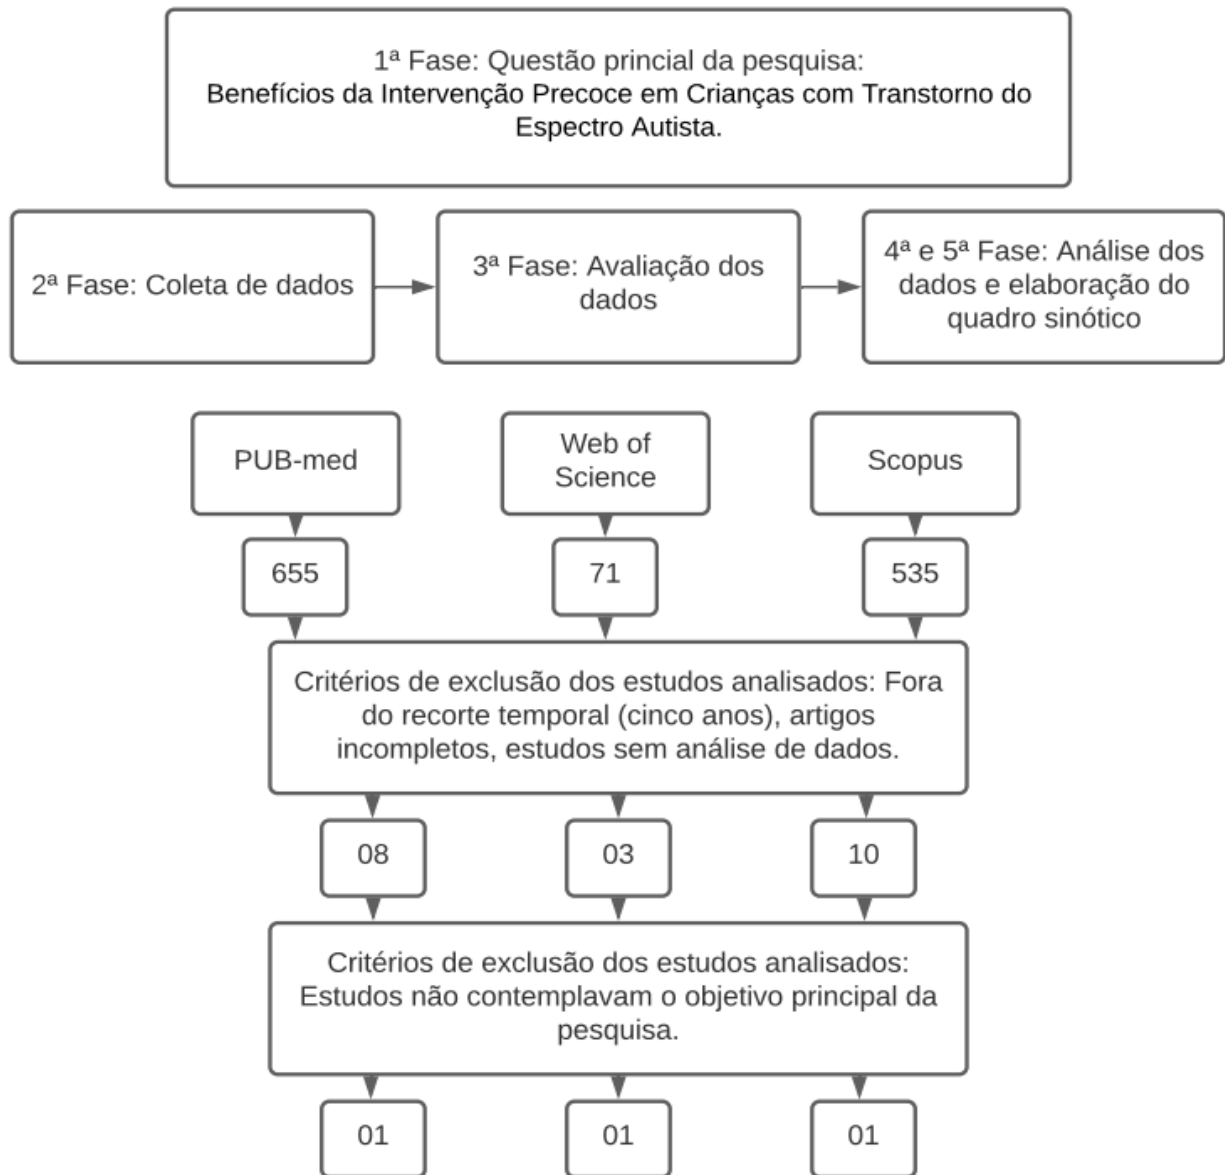 1ª Fase: Questão princial da pesquisa:
Benefícios da Intervenção Precoce em Crianças com Transtorno do
Espectro Autista.
2ª Fase: Coleta de dados
3ª Fase: Avaliação dos
dados
4ª e 5ª Fase: Análise dos
dados e elaboração do
quadro sinótico
PUB-med
Web of
Science
Scopus
655
71
535
Critérios de exclusão dos estudos analisados: Fora
do recorte temporal (cinco anos), artigos
incompletos, estudos sem análise de dados.
08
03
10
Critérios de exclusão dos estudos analisados:
Estudos não contemplavam o objetivo principal da
pesquisa.
01
01
01